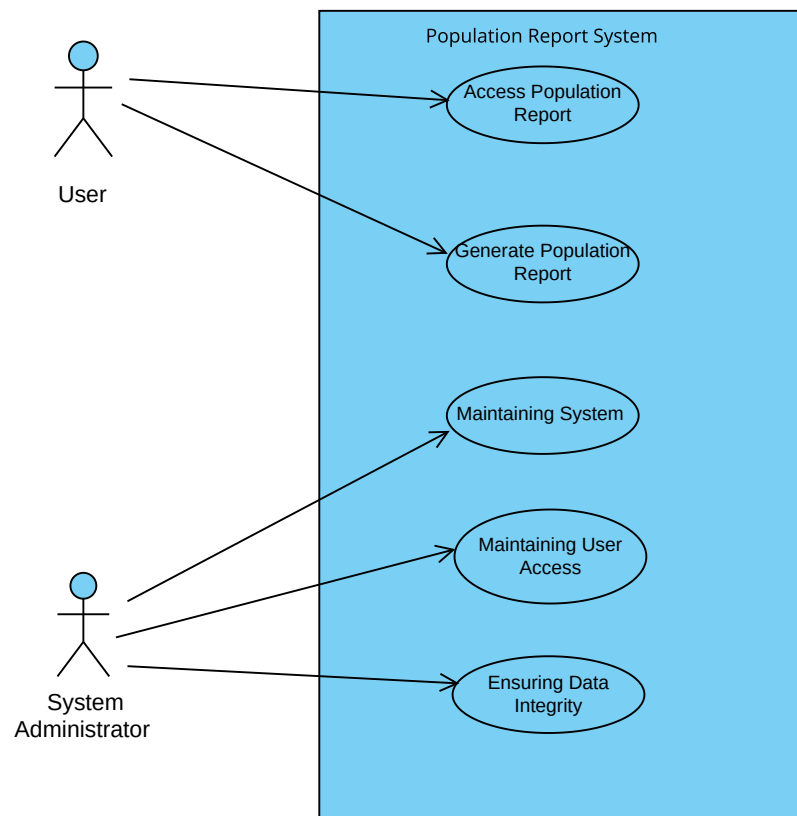 Population Report System
Access Population
Report
User
Generate Population
Report
Maintaining System
Maintaining User
Access
Ensuring Data
Integrity
System
Administrator